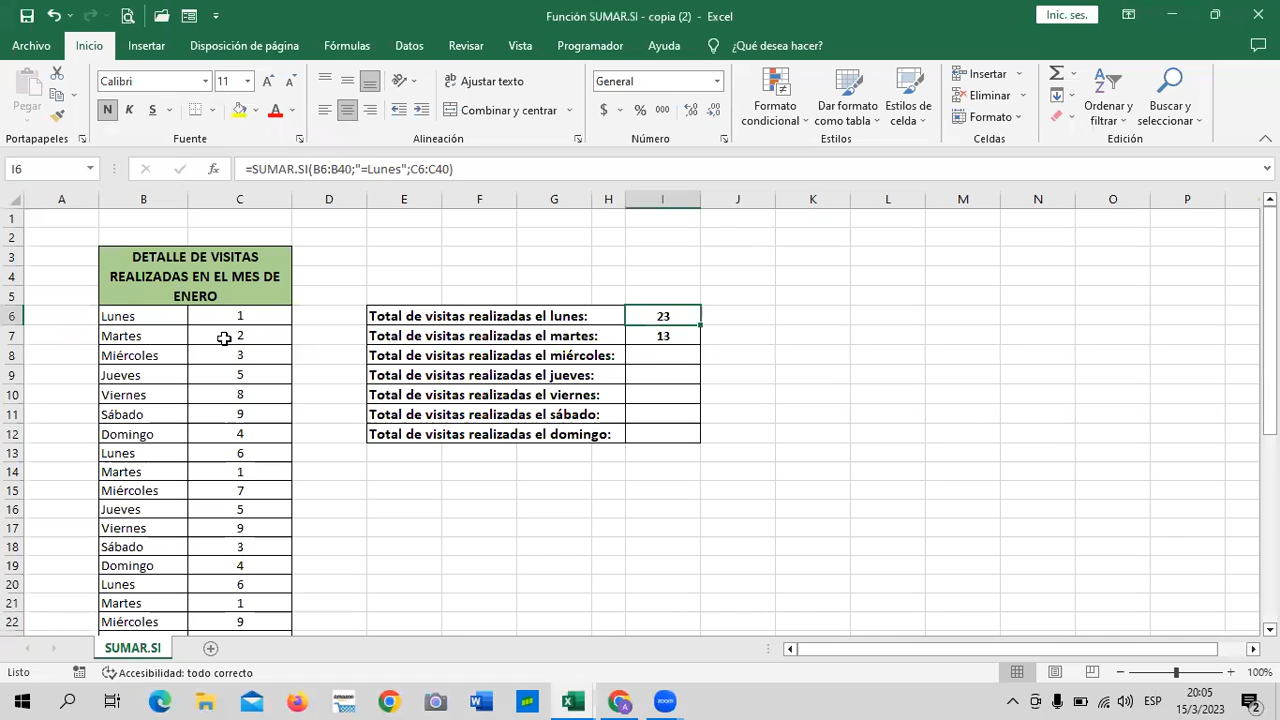 Función SUMAR.SI - copia (2) - Excel
Inic. ses.
Archivo Inicio Insertar Disposición de página Fórmulas Datos Revisar Vista Programador Ayuda ¿Qué desea hacer?
Pegar
Calibri 11
N K S
Ajustar texto
Combinar y centrar
General
$ % 000
Formato condicional
Dar formato como tabla
Estilos de celda
Insertar
Eliminar
Formato
Ordenar y filtrar
Buscar y seleccionar
Portapapeles Fuente Alineación Número Estilos Celdas Edición
I6 fx =SUMAR.SI(B6:B40;"=Lunes";C6:C40)
A B C D E F G H I J K L M N O P
1
2
3 DETALLE DE VISITAS
4 REALIZADAS EN EL MES DE
5 ENERO
6 Lunes 1 Total de visitas realizadas el lunes: 23
7 Martes 2 Total de visitas realizadas el martes: 13
8 Miércoles 3 Total de visitas realizadas el miércoles:
9 Jueves 5 Total de visitas realizadas el jueves:
10 Viernes 8 Total de visitas realizadas el viernes:
11 Sábado 9 Total de visitas realizadas el sábado:
12 Domingo 4 Total de visitas realizadas el domingo:
13 Lunes 6
14 Martes 1
15 Miércoles 7
16 Jueves 5
17 Viernes 9
18 Sábado 3
19 Domingo 4
20 Lunes 6
21 Martes 1
22 Miércoles 9
SUMAR.SI
Listo Accesibilidad: todo correcto 100%
ESP 20:05 15/3/2023 2